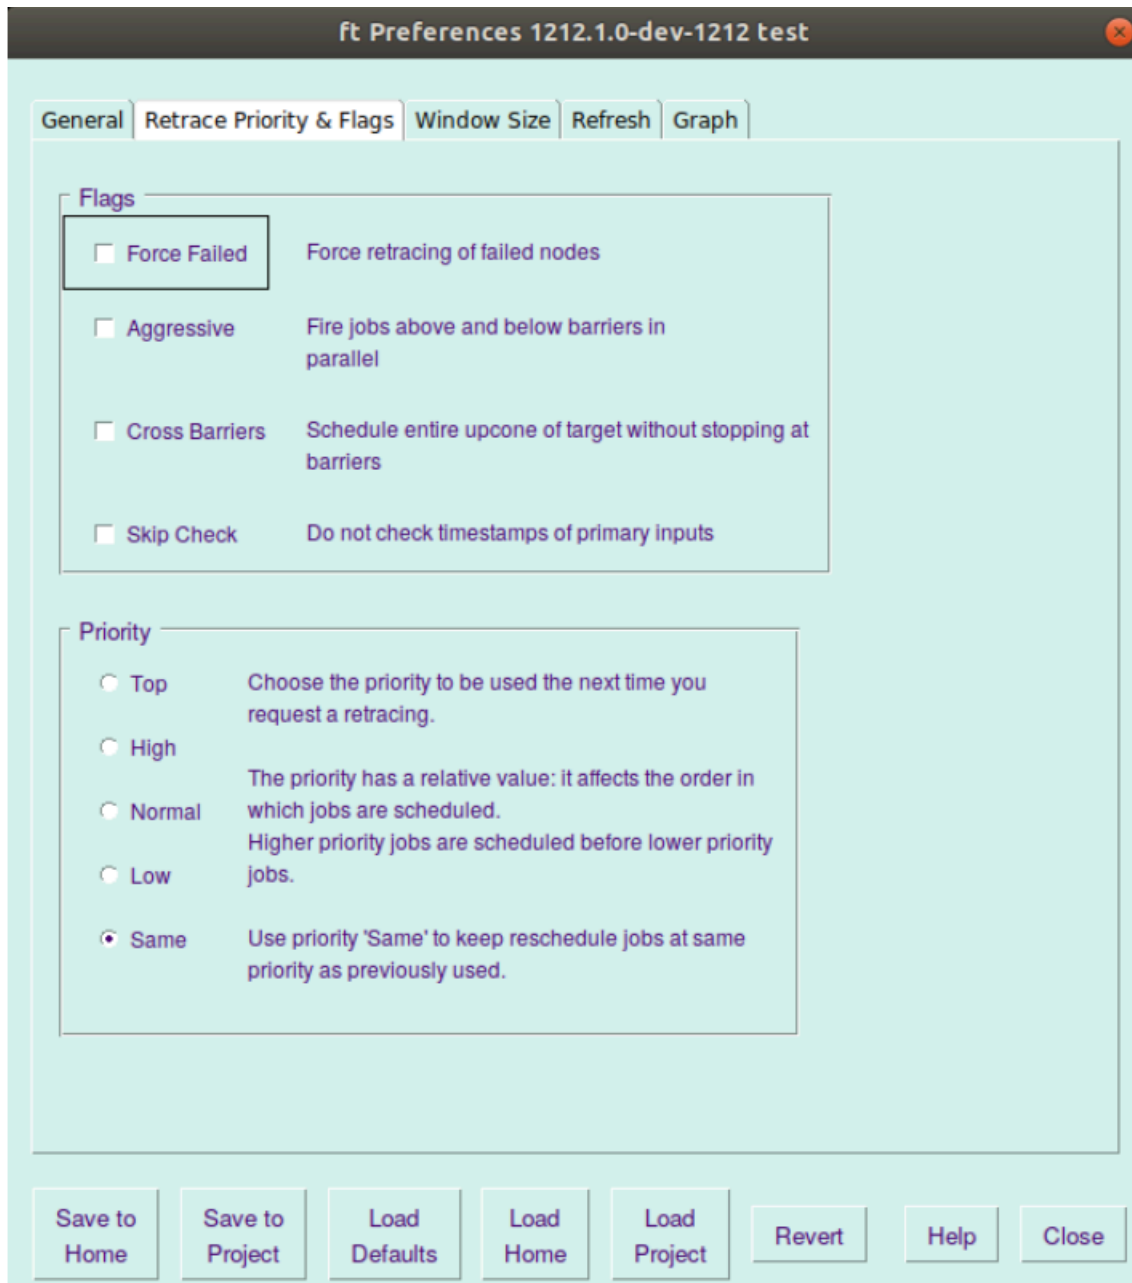 ft Preferences 1212.1.0-dev-1212 test
General Retrace Priority & Flags Window Size Refresh Graph
Flags
Force Failed Force retracing of failed nodes
Aggressive Fire jobs above and below barriers in
parallel
Cross Barriers Schedule entire upcone of target without stopping at
barriers
Skip Check Do not check timestamps of primary inputs
Priority
Top Choose the priority to be used the next time you
request a retracing.
High
The priority has a relative value: it affects the order in
Normal which jobs are scheduled.
Higher priority jobs are scheduled before lower priority
Low jobs.
Same Use priority 'Same' to keep reschedule jobs at same
priority as previously used.
Save to Home
Save to Project
Load Defaults
Load Home
Load Project
Revert
Help
Close